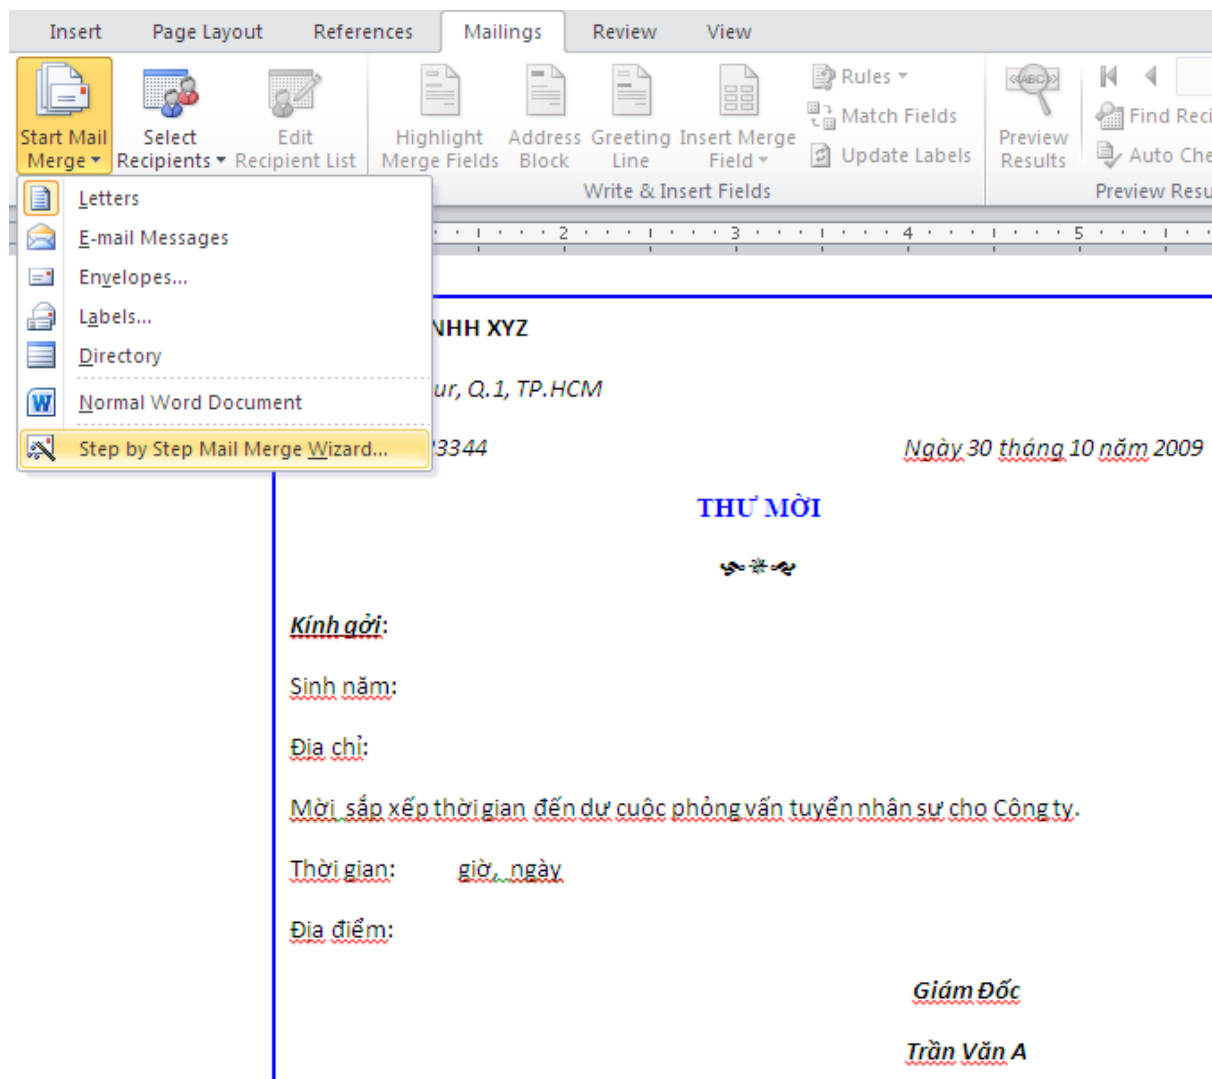 Insert Page Layout References Mailings Review View
Start Mail Merge Select Recipients Edit Recipient List Highlight Merge Fields Address Block Greeting Line Insert Merge Field Rules Match Fields Update Labels «ABC» Preview Results Find Reci Auto Che
Write & Insert Fields Preview Resu
Letters
E-mail Messages
Envelopes...
Labels...
Directory
Normal Word Document
Step by Step Mail Merge Wizard...
2 3 4 5
NHH XYZ
ur, Q.1, TP.HCM
3344 Ngày 30 tháng 10 năm 2009
THƯ MỜI
Kính gởi:
Sinh năm:
Địa chỉ:
Mời sắp xếp thời gian đến dự cuộc phỏng vấn tuyển nhân sự cho Công ty.
Thời gian: giờ, ngày
Địa điểm:
Giám Đốc
Trần Văn A